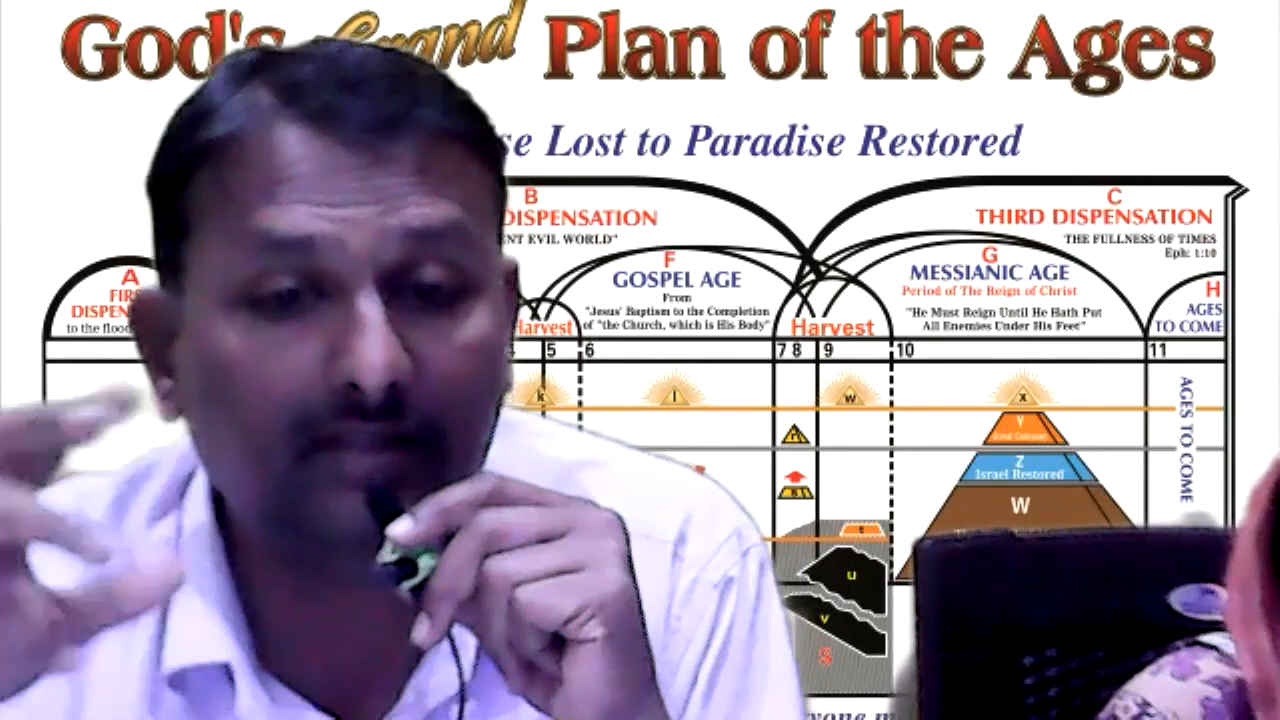 God's Grand Plan of the Ages
Lost to Paradise Restored
B
DISPENSATION
EVIL WORLD"
C
THIRD DISPENSATION
THE FULLNESS OF TIMES
Eph: 1:10
A
to the
F
GOSPEL AGE
From
"Jesus' Baptism to the Completion
of "the Church, which is His Body"
G
MESSIANIC AGE
Period of The Reign of Christ
"He Must Reign Until He Hath Put
All Enemies Under His Feet"
H
AGES
TO COME
Harvest
Harvest
5 6 7 8 9 10 11
k l w x
Y
Z
Israel Restored
W
AGES TO COME
t
u
v
S